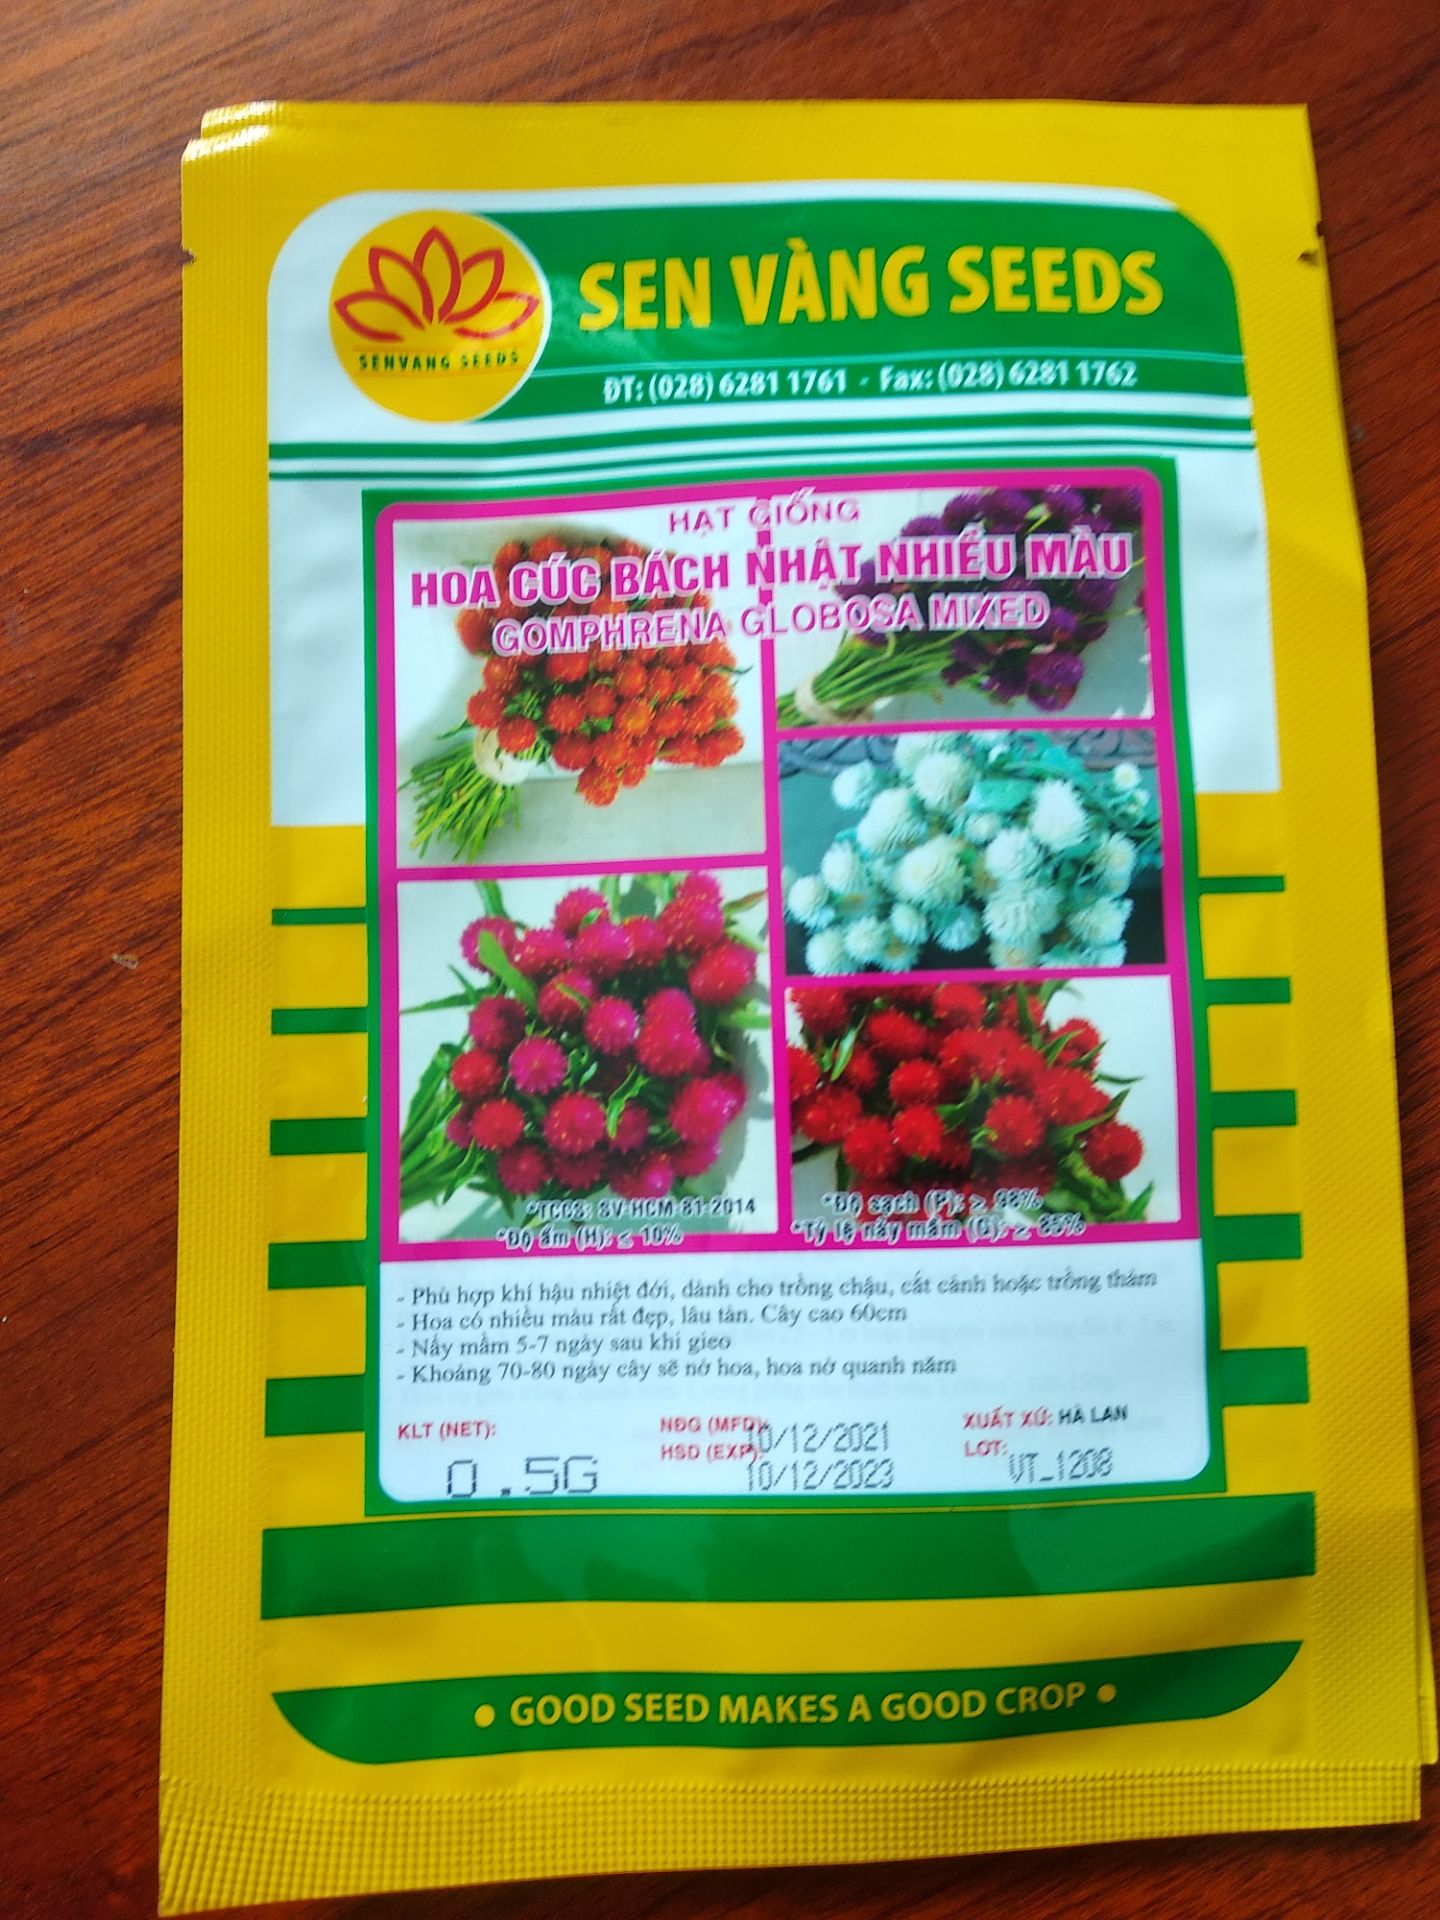 SENVANG SEEDS
SEN VÀNG SEEDS
ĐT: (028) 6281 1761 - Fax: (028) 6281 1762
HẠT GIỐNG
HOA CÚC BÁCH NHẬT NHIỀU MÀU
GOMPHRENA GLOBOSA MIXED
*TCCS: SV-HCM-81-2014
*Độ ẩm (H): ≤ 10%
*Độ sạch (P): ≥ 98%
*Tỷ lệ nảy mầm (G): ≥ 85%
- Phù hợp khí hậu nhiệt đới, dành cho trồng chậu, cắt cành hoặc trồng thảm
- Hoa có nhiều màu rất đẹp, lâu tàn. Cây cao 60cm
- Nẩy mầm 5-7 ngày sau khi gieo
- Khoảng 70-80 ngày cây sẽ nở hoa, hoa nở quanh năm
KLT (NET): 0.5G
NĐG (MFD): 10/12/2021
HSD (EXP): 10/12/2023
XUẤT XỨ: HÀ LAN
LOT: VT_1208
• GOOD SEED MAKES A GOOD CROP •